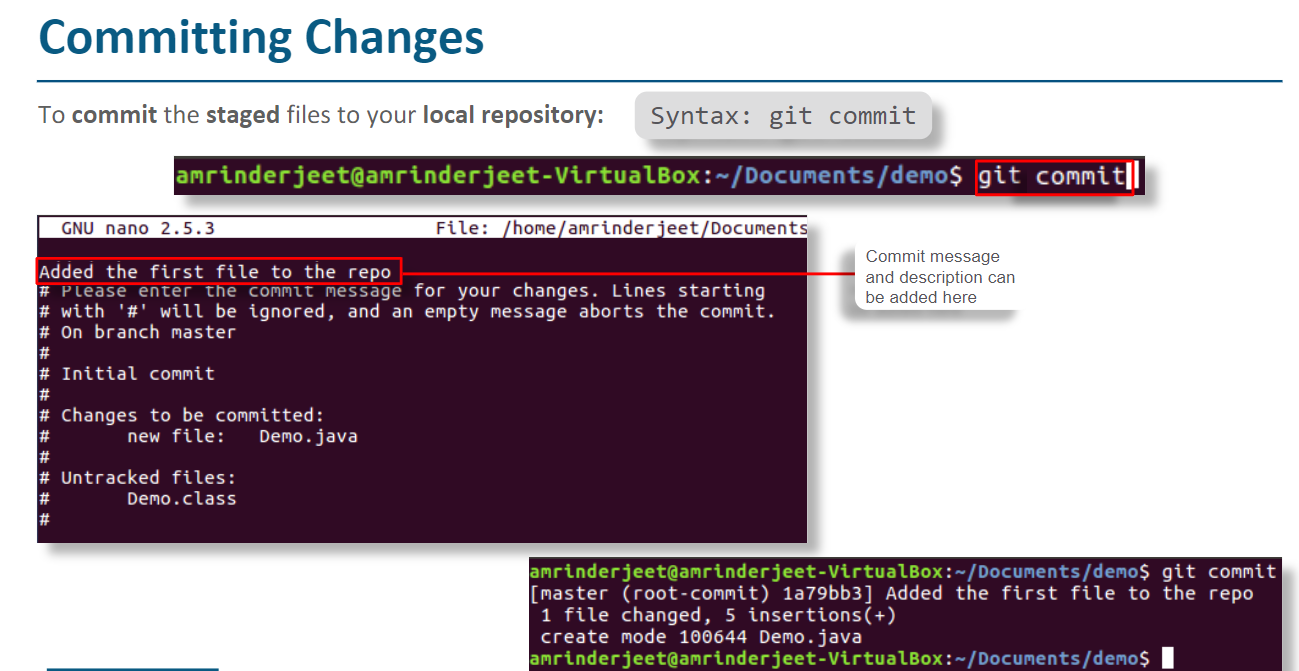 Committing Changes
To commit the staged files to your local repository:
Syntax: git commit
amrinderjeet@amrinderjeet-VirtualBox:~/Documents/demo$ git commit
GNU nano 2.5.3 File: /home/amrinderjeet/Documents
Added the first file to the repo
# Please enter the commit message for your changes. Lines starting
# with '#' will be ignored, and an empty message aborts the commit.
# On branch master
#
# Initial commit
#
# Changes to be committed:
#       new file:   Demo.java
#
# Untracked files:
#       Demo.class
#
Commit message
and description can
be added here
amrinderjeet@amrinderjeet-VirtualBox:~/Documents/demo$ git commit
[master (root-commit) 1a79bb3] Added the first file to the repo
 1 file changed, 5 insertions(+)
 create mode 100644 Demo.java
amrinderjeet@amrinderjeet-VirtualBox:~/Documents/demo$